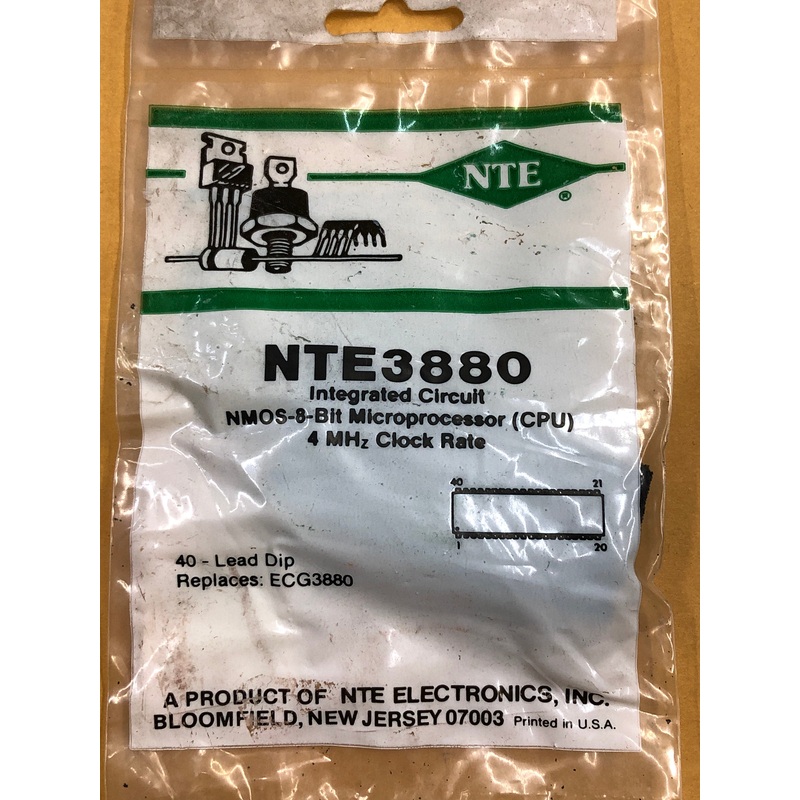 NTE
®
NTE3880
Integrated Circuit
NMOS-8-Bit Microprocessor (CPU)
4 MHz Clock Rate
40 21
1 20
40 - Lead Dip
Replaces: ECG3880
A PRODUCT OF NTE ELECTRONICS, INC.
BLOOMFIELD, NEW JERSEY 07003 Printed in U.S.A.